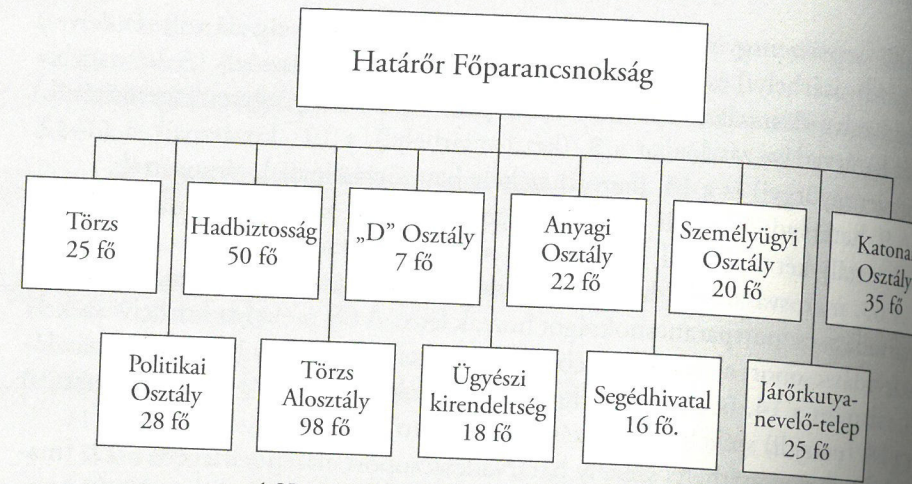 Határőr Főparancsnokság
Törzs
25 fő
Hadbiztosság
50 fő
„D” Osztály
7 fő
Anyagi
Osztály
22 fő
Személyügyi
Osztály
20 fő
Osztály
35 fő
Politikai
Osztály
28 fő
Törzs
Alosztály
98 fő
Ügyészi
kirendeltség
18 fő
Segédhivatal
16 fő.
Járőrkutya-
nevelő-telep
25 fő